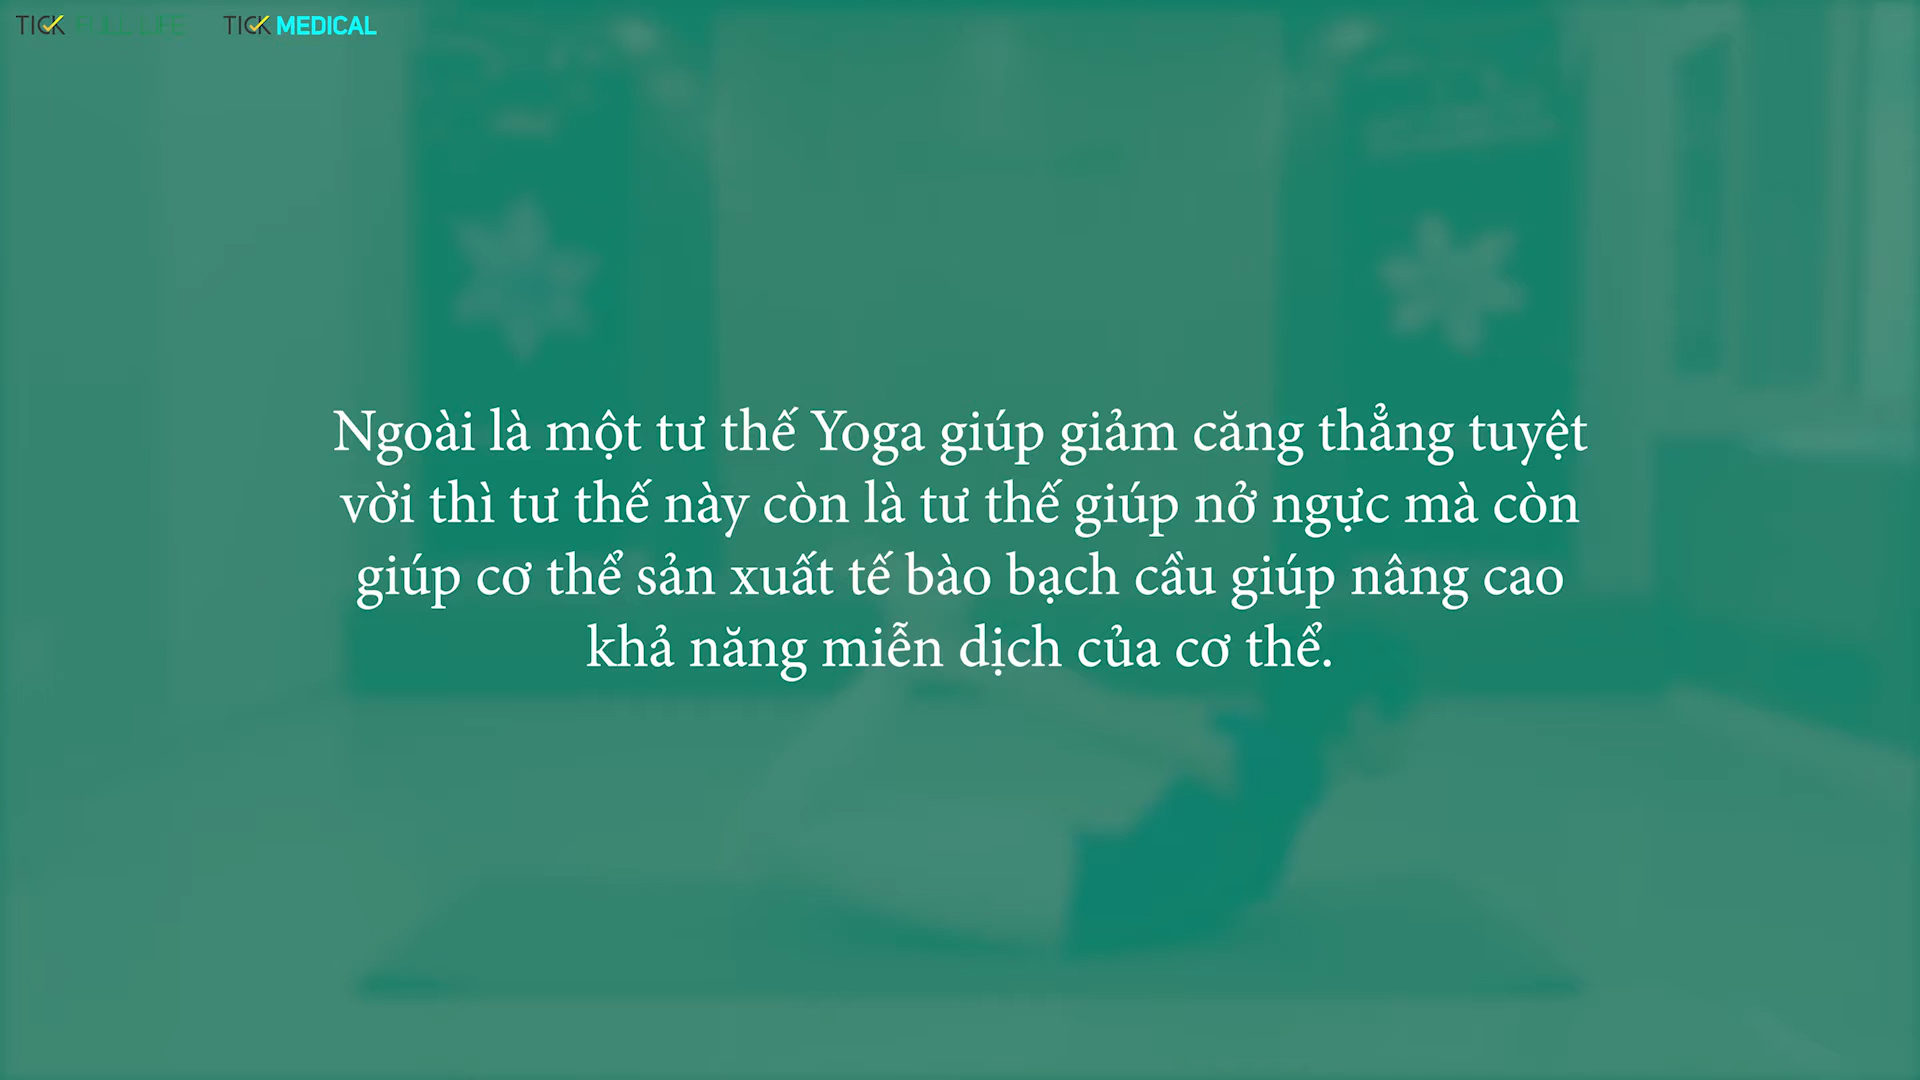 TICK FULL LIFE TICK MEDICAL
Ngoài là một tư thế Yoga giúp giảm căng thẳng tuyệt
vời thì tư thế này còn là tư thế giúp nở ngực mà còn
giúp cơ thể sản xuất tế bào bạch cầu giúp nâng cao
khả năng miễn dịch của cơ thể.